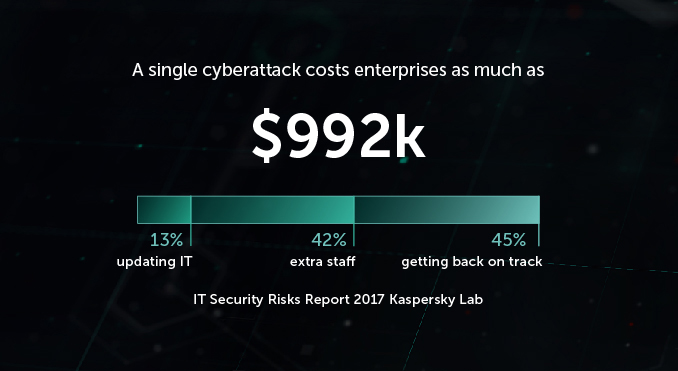 A single cyberattack costs enterprises as much as
$992k
13% 42% 45%
updating IT extra staff getting back on track
IT Security Risks Report 2017 Kaspersky Lab